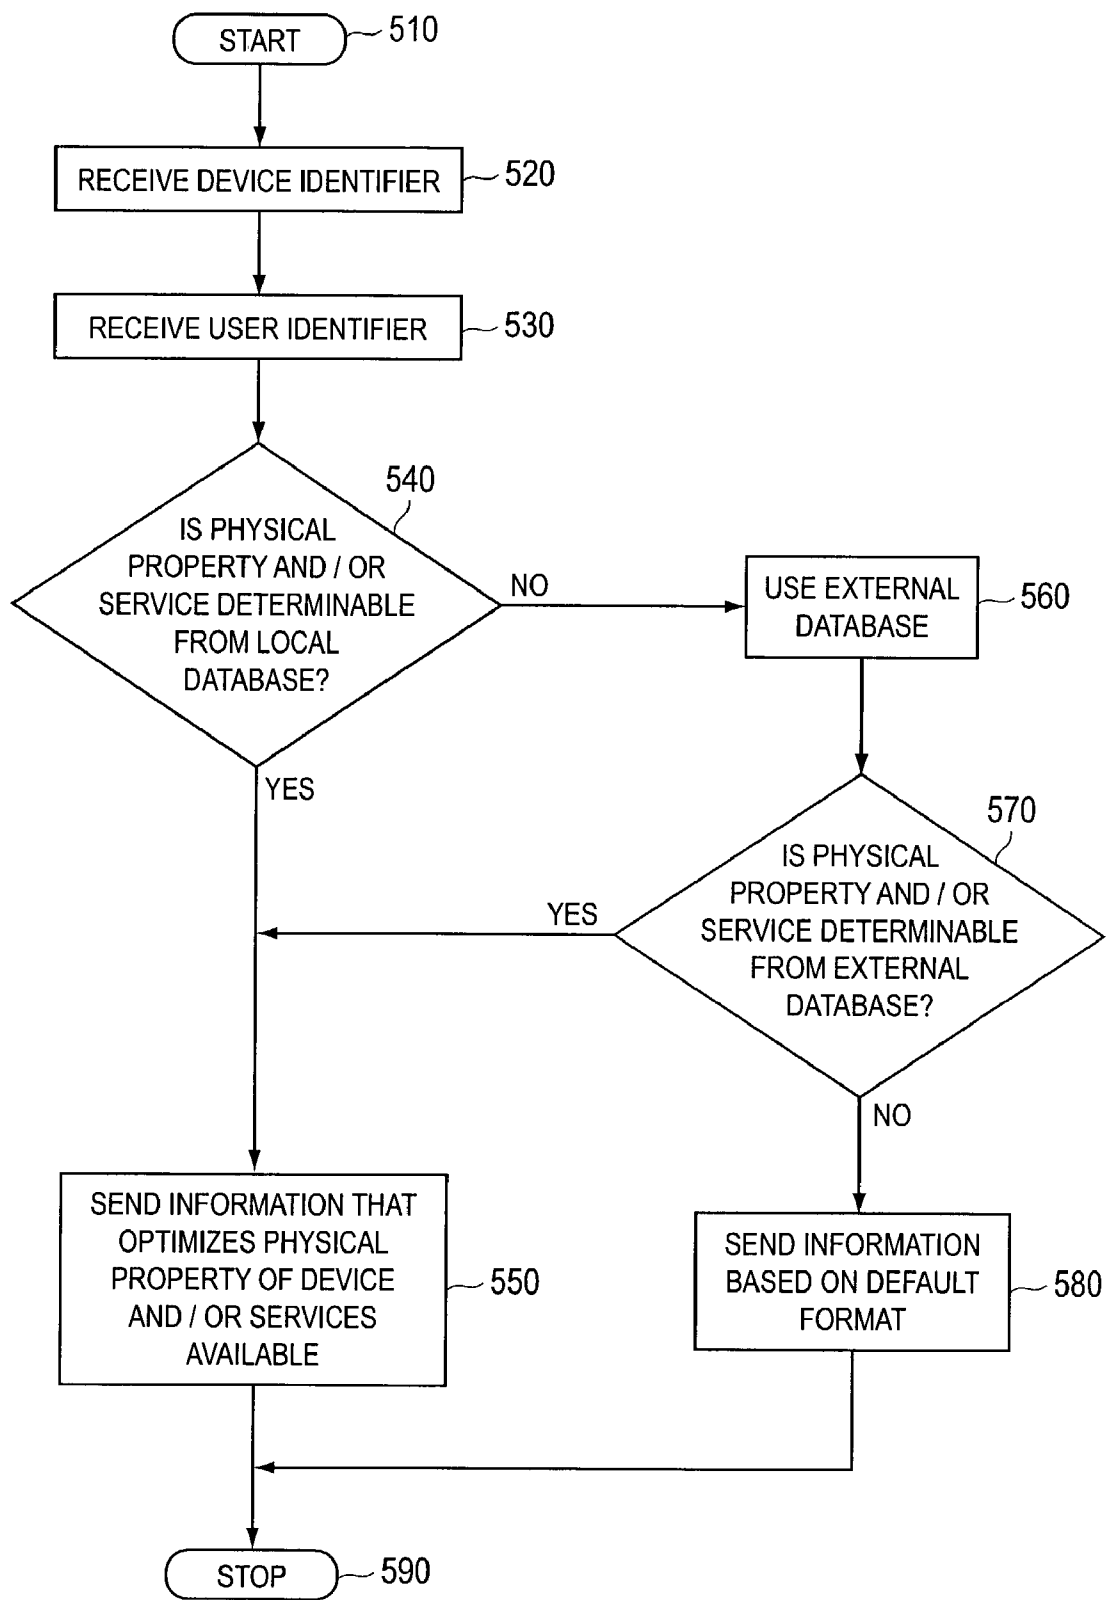 START
510
RECEIVE DEVICE IDENTIFIER
520
RECEIVE USER IDENTIFIER
530
540
IS PHYSICAL
PROPERTY AND / OR
SERVICE DETERMINABLE
FROM LOCAL
DATABASE?
NO
YES
USE EXTERNAL
DATABASE
560
570
IS PHYSICAL
PROPERTY AND / OR
SERVICE DETERMINABLE
FROM EXTERNAL
DATABASE?
YES
NO
SEND INFORMATION THAT
OPTIMIZES PHYSICAL
PROPERTY OF DEVICE
AND / OR SERVICES
AVAILABLE
550
SEND INFORMATION
BASED ON DEFAULT
FORMAT
580
STOP
590